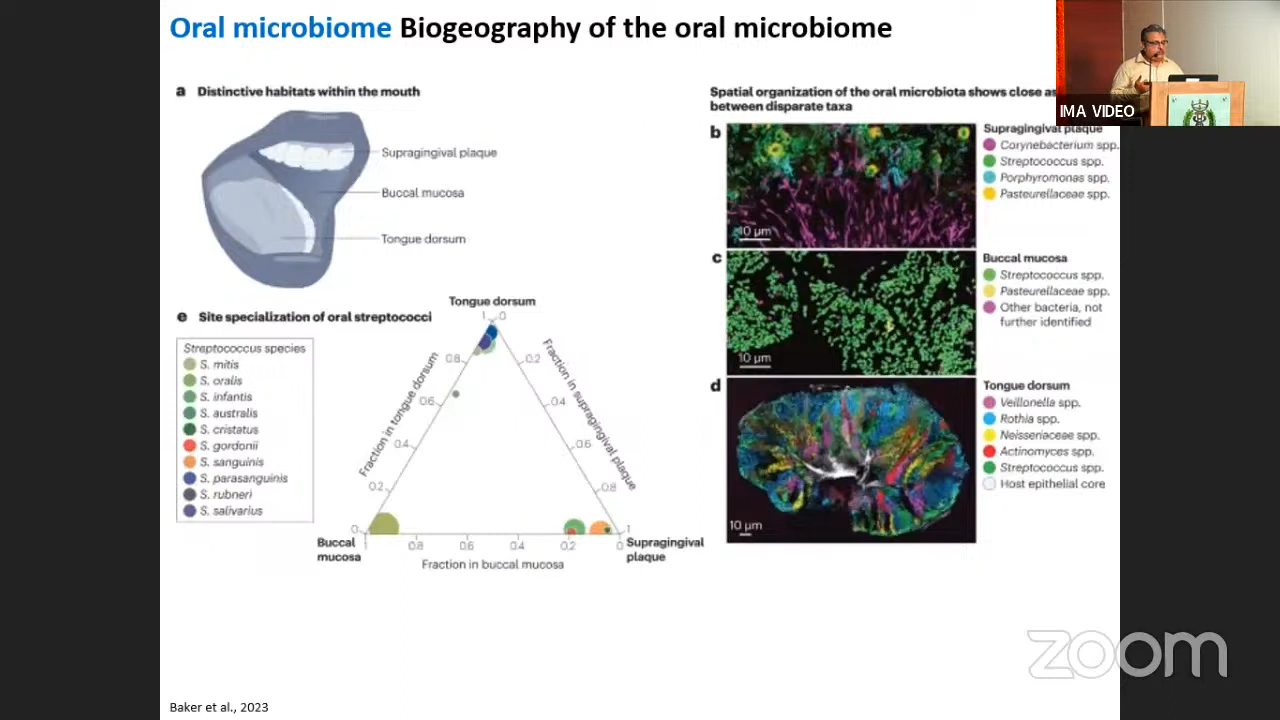 Oral microbiome Biogeography of the oral microbiome
a Distinctive habitats within the mouth
Supragingival plaque
Buccal mucosa
Tongue dorsum
e Site specialization of oral streptococci
Streptococcus species
S. mitis
S. oralis
S. infantis
S. australis
S. cristatus
S. gordonii
S. sanguinis
S. parasanguinis
S. rubneri
S. salivarius
Tongue dorsum
1 0
0.8 0.2
0.6 0.4
0.4 0.6
0.2 0.8
0 1
Fraction in tongue dorsum
Fraction in supragingival plaque
Buccal mucosa
1 0.8 0.6 0.4 0.2 0
Supragingival plaque
Fraction in buccal mucosa
Spatial organization of the oral microbiota shows close as
between disparate taxa
b
10 µm
Supragingival plaque
Corynebacterium spp.
Streptococcus spp.
Porphyromonas spp.
Pasteurellaceae spp.
c
10 µm
Buccal mucosa
Streptococcus spp.
Pasteurellaceae spp.
Other bacteria, not
further identified
d
10 µm
Tongue dorsum
Veillonella spp.
Rothia spp.
Neisseriaceae spp.
Actinomyces spp.
Streptococcus spp.
Host epithelial core
IMA VIDEO
zoom
Baker et al., 2023